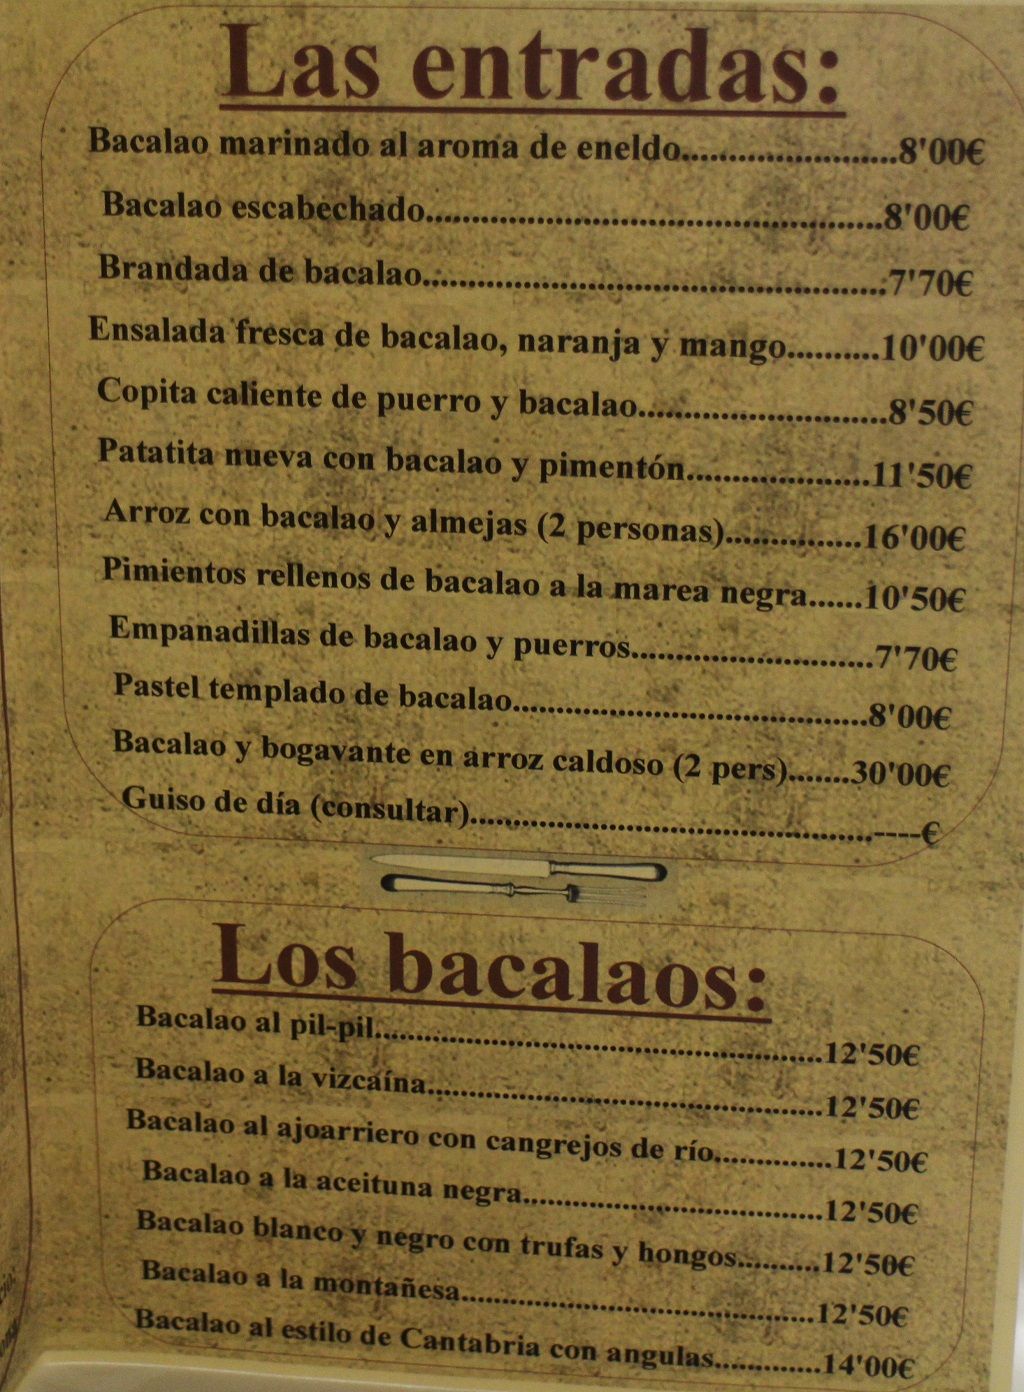 Las entradas:
Bacalao marinado al aroma de eneldo.......................8'00€
Bacalao escabechado.................................................8'00€
Brandada de bacalao.................................................7'70€
Ensalada fresca de bacalao, naranja y mango..........10'00€
Copita caliente de puerro y bacalao...........................8'50€
Patatita nueva con bacalao y pimentón....................11'50€
Arroz con bacalao y almejas (2 personas)...............16'00€
Pimientos rellenos de bacalao a la marea negra......10'50€
Empanadillas de bacalao y puerros..........................7'70€
Pastel templado de bacalao.......................................8'00€
Bacalao y bogavante en arroz caldoso (2 pers).......30'00€
Guiso de día (consultar)............................................----€
Los bacalaos:
Bacalao al pil-pil.................................................12'50€
Bacalao a la vizcaína............................................12'50€
Bacalao al ajoarriero con cangrejos de río.............12'50€
Bacalao a la aceituna negra.................................12'50€
Bacalao blanco y negro con trufas y hongos.........12'50€
Bacalao a la montañesa.......................................12'50€
Bacalao al estilo de Cantabria con angulas............14'00€